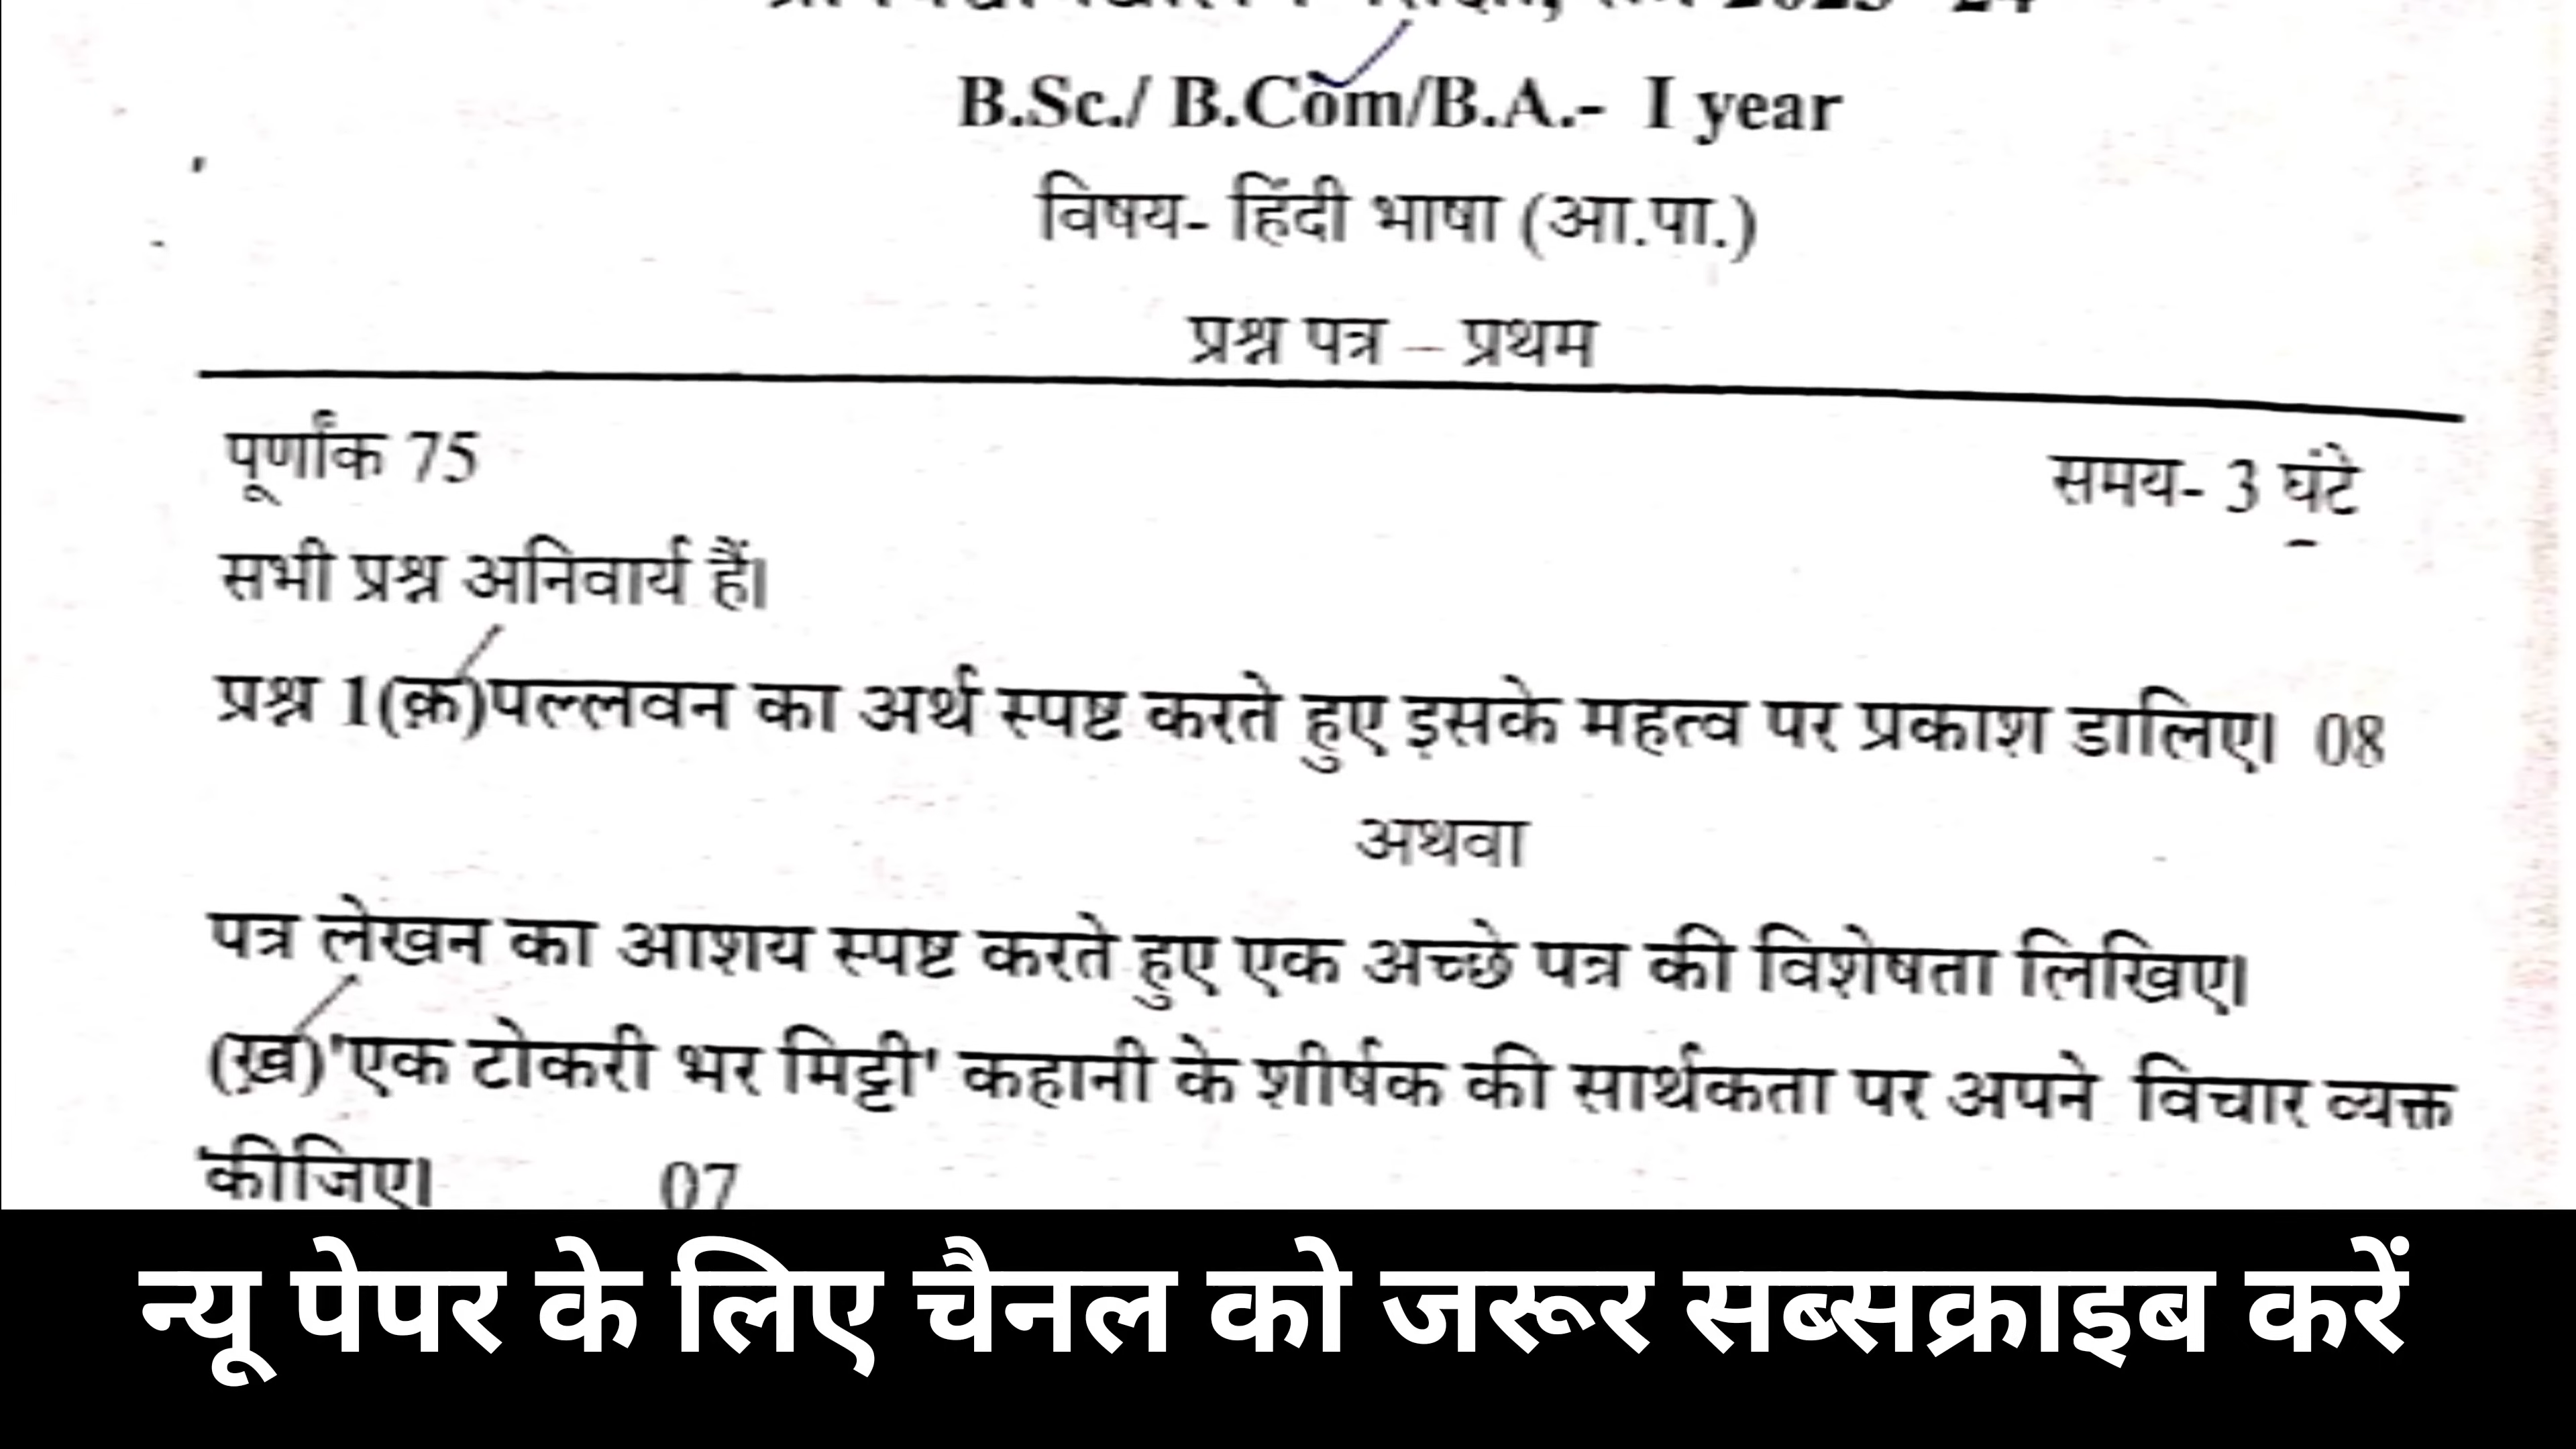 2023-24
B.Sc./ B.Com/B.A.- I year
विषय- हिंदी भाषा (आ.पा.)
प्रश्न पत्र – प्रथम
पूर्णांक 75 समय- 3 घंटे
सभी प्रश्न अनिवार्य हैं।
प्रश्न 1(क)पल्लवन का अर्थ स्पष्ट करते हुए इसके महत्व पर प्रकाश डालिए। 08
अथवा
पत्र लेखन का आशय स्पष्ट करते हुए एक अच्छे पत्र की विशेषता लिखिए।
(ख)'एक टोकरी भर मिट्टी' कहानी के शीर्षक की सार्थकता पर अपने विचार व्यक्त
कीजिए। 07
न्यू पेपर के लिए चैनल को जरूर सब्सक्राइब करें